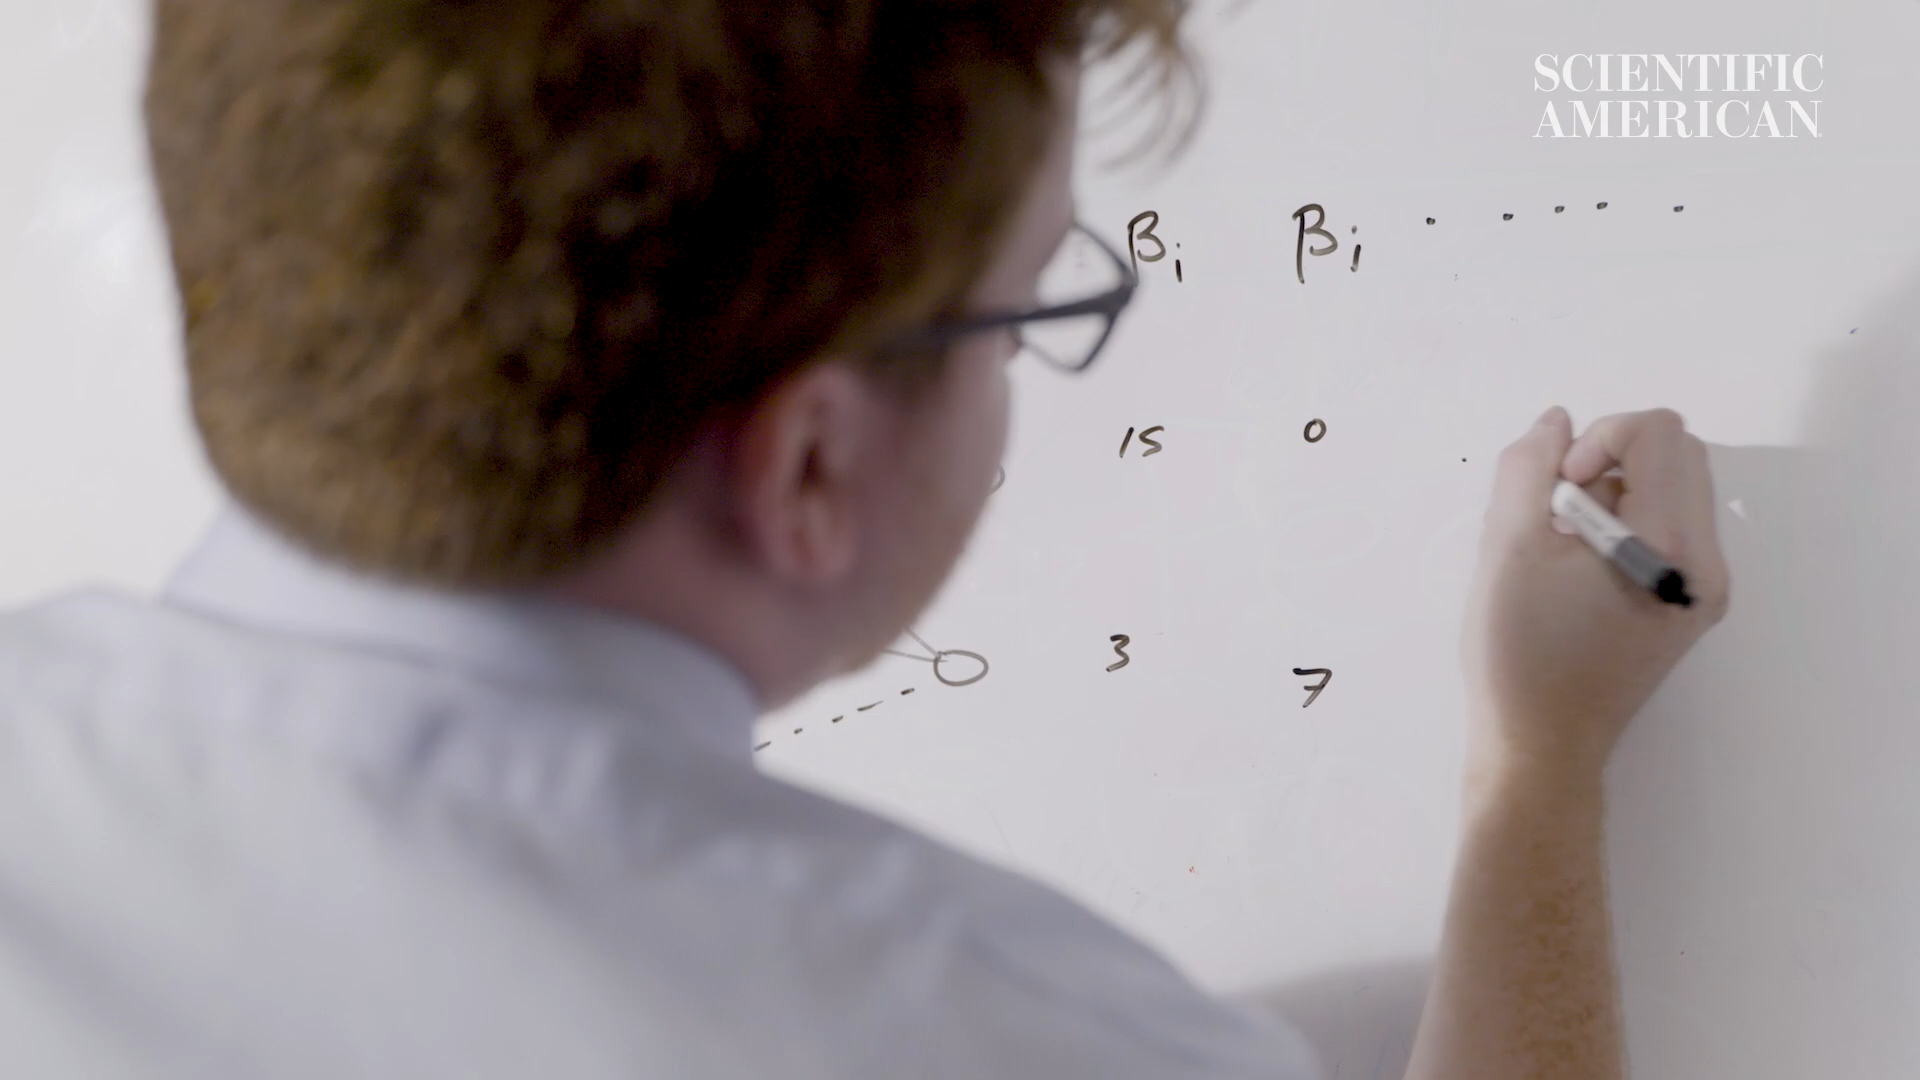 SCIENTIFIC
AMERICAN
βi βi . . . . .
15 0 .
3 7